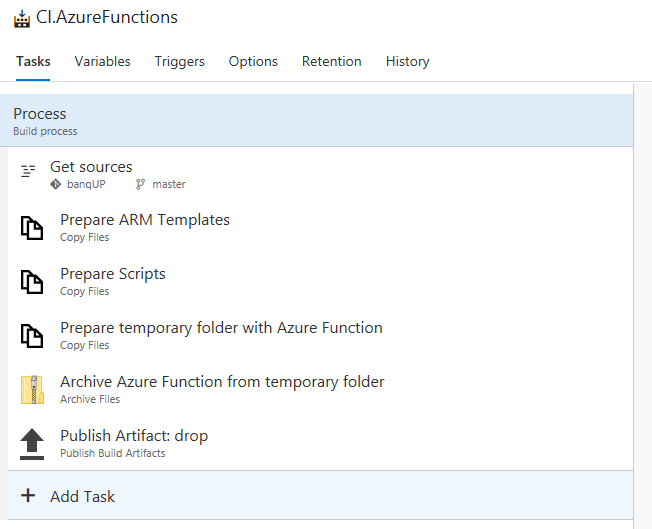 CI.AzureFunctions
Tasks Variables Triggers Options Retention History
Process
Build process
Get sources
banqUP master
Prepare ARM Templates
Copy Files
Prepare Scripts
Copy Files
Prepare temporary folder with Azure Function
Copy Files
Archive Azure Function from temporary folder
Archive Files
Publish Artifact: drop
Publish Build Artifacts
+ Add Task